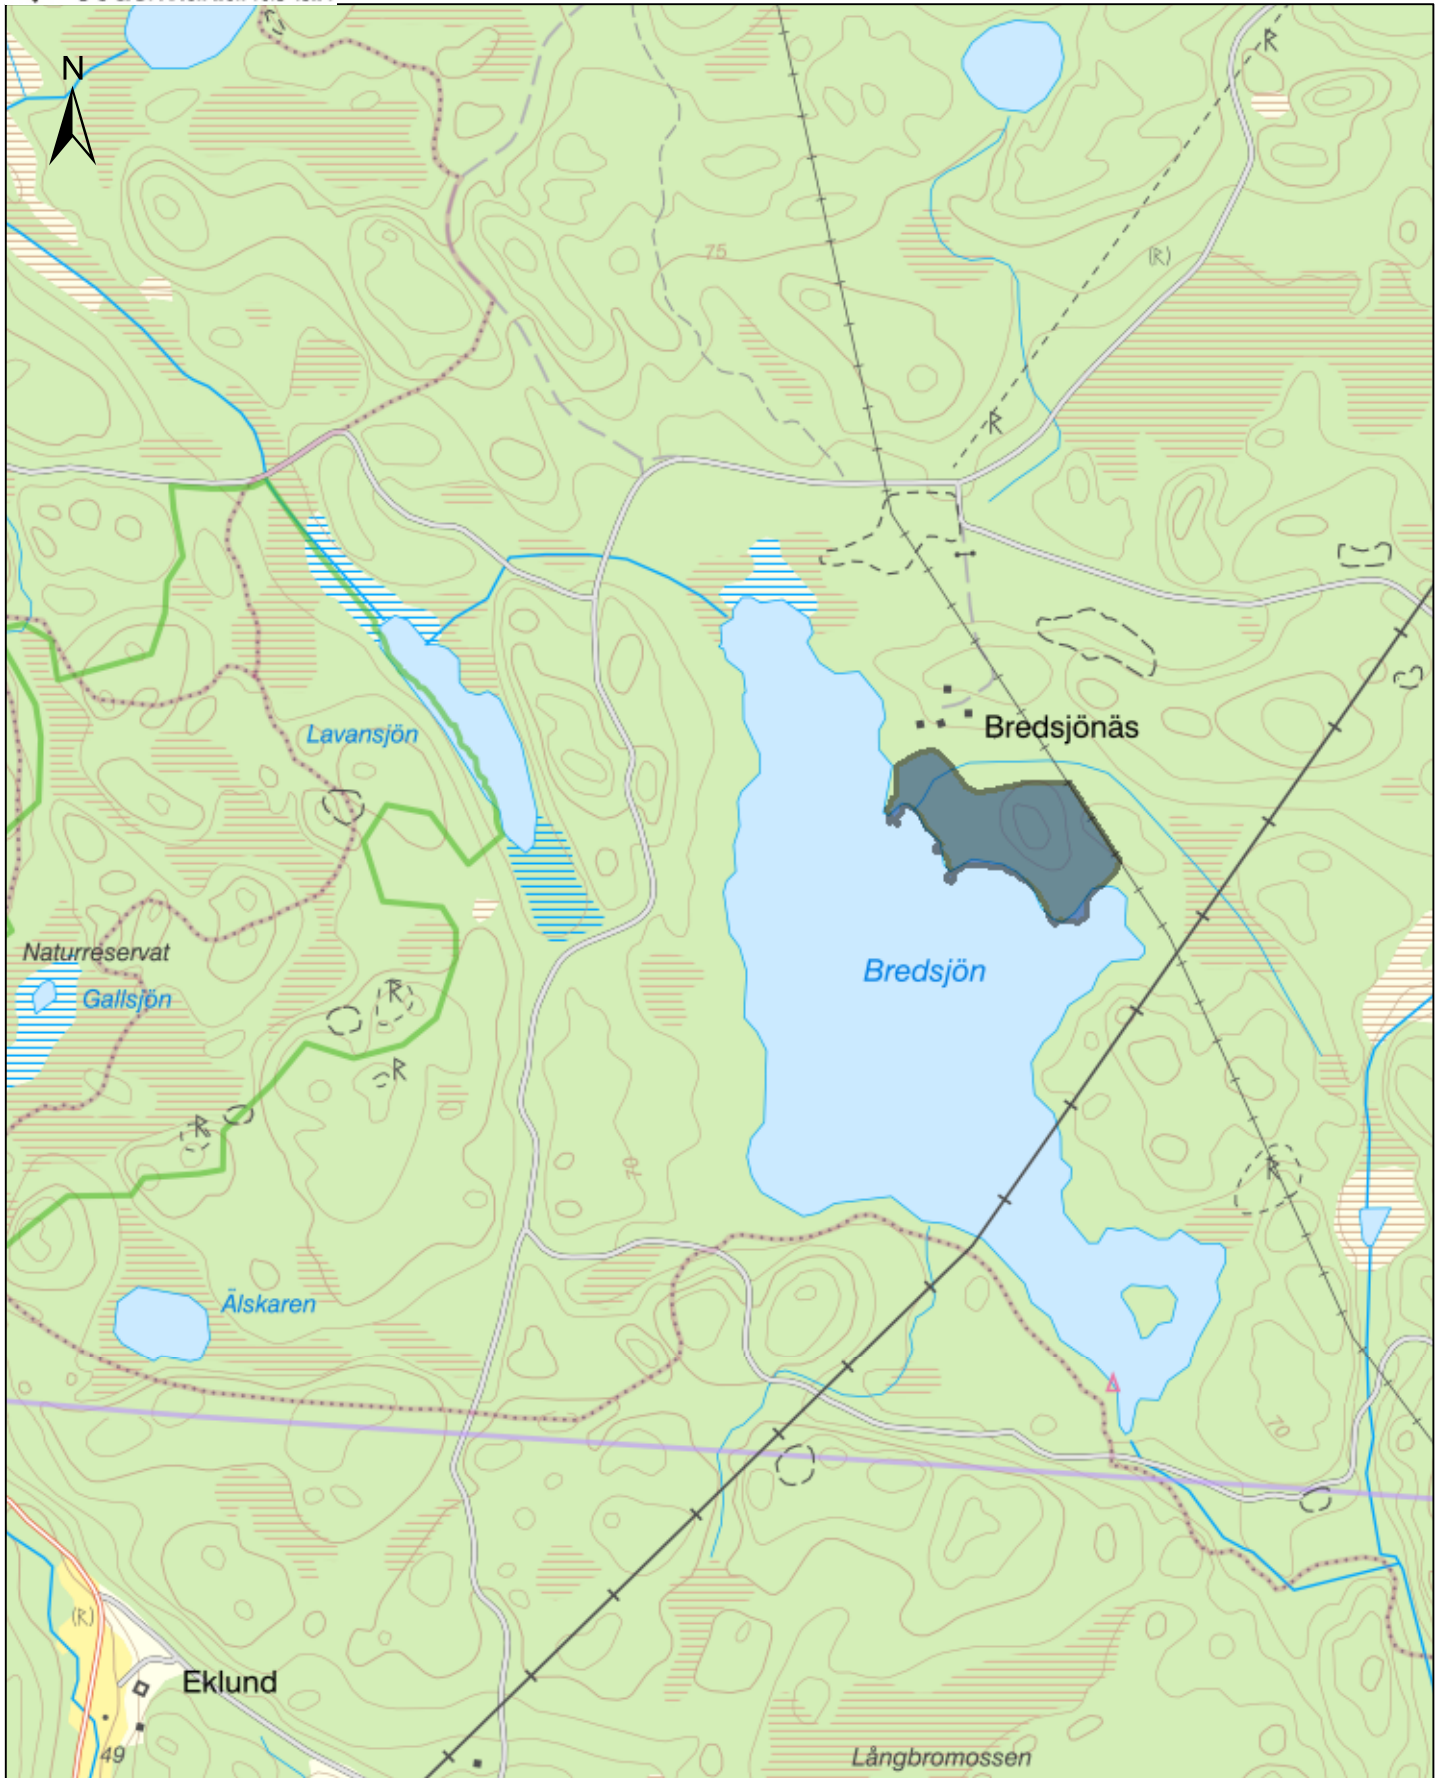 N
75
(R)
R
R
Lavansjön
Bredsjönäs
Naturreservat
Gallsjön
R
Bredsjön
R
R
70
R
Älskaren
70
(R)
Eklund
49
Långbromossen